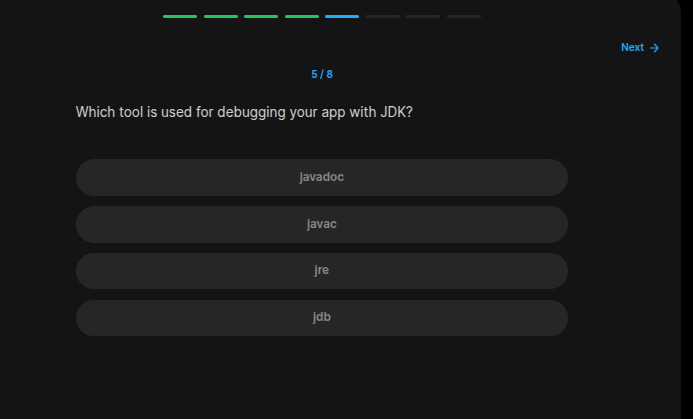 Next →
5 / 8
Which tool is used for debugging your app with JDK?
javadoc
javac
jre
jdb